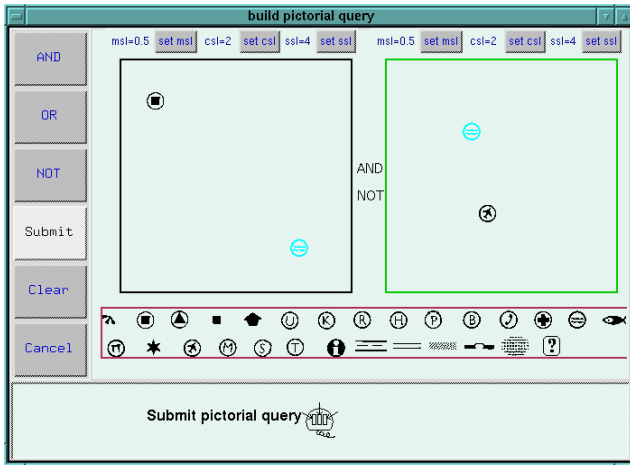 build pictorial query
msl=0.5 set msl csl=2 set csl ssl=4 set ssl msl=0.5 set msl csl=2 set csl ssl=4 set ssl
AND
OR
NOT
Submit
Clear
Cancel
AND
NOT
U K R H P B
M S T i ?
Submit pictorial query